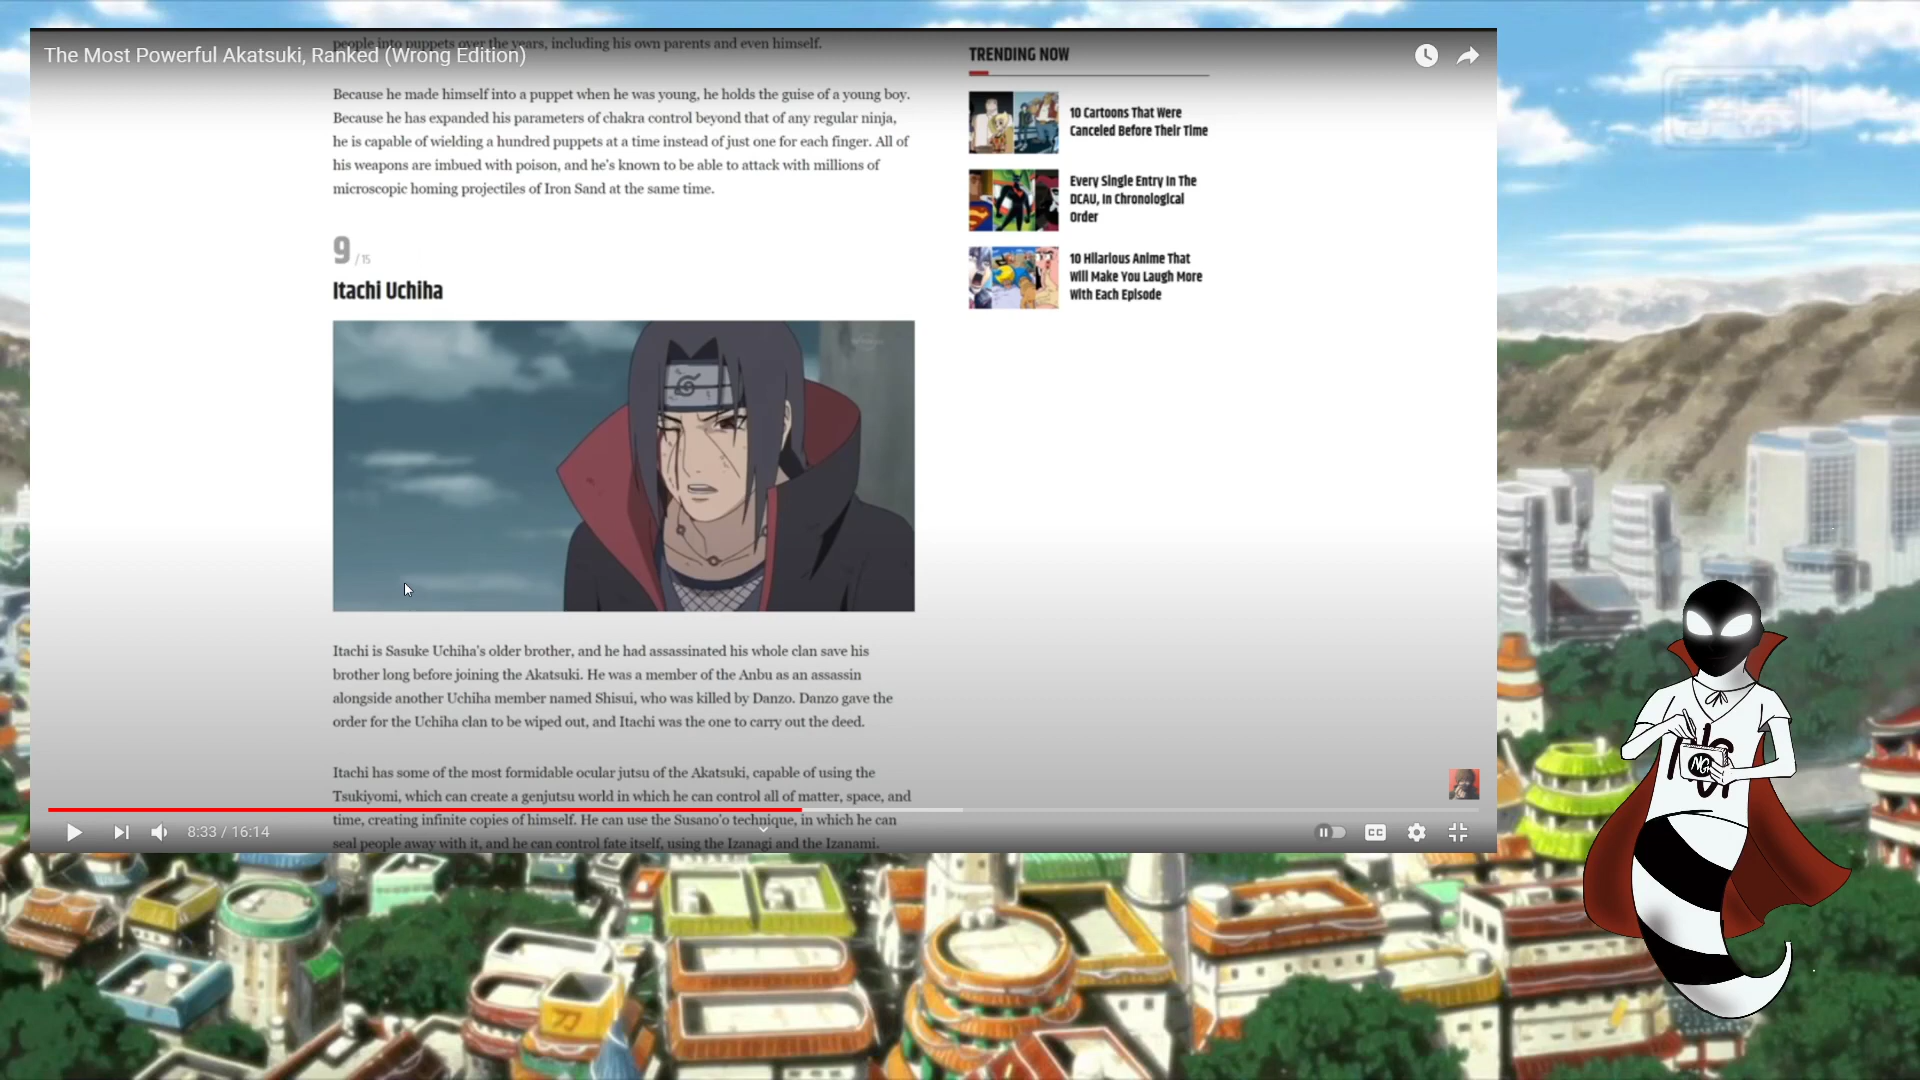 people into puppets over the years, including his own parents and even himself.
The Most Powerful Akatsuki, Ranked (Wrong Edition)
Because he made himself into a puppet when he was young, he holds the guise of a young boy.
Because he has expanded his parameters of chakra control beyond that of any regular ninja,
he is capable of wielding a hundred puppets at a time instead of just one for each finger. All of
his weapons are imbued with poison, and he's known to be able to attack with millions of
microscopic homing projectiles of Iron Sand at the same time.
9 / 15
Itachi Uchiha
Itachi is Sasuke Uchiha's older brother, and he had assassinated his whole clan save his
brother long before joining the Akatsuki. He was a member of the Anbu as an assassin
alongside another Uchiha member named Shisui, who was killed by Danzo. Danzo gave the
order for the Uchiha clan to be wiped out, and Itachi was the one to carry out the deed.
Itachi has some of the most formidable ocular jutsu of the Akatsuki, capable of using the
Tsukiyomi, which can create a genjutsu world in which he can control all of matter, space, and
time, creating infinite copies of himself. He can use the Susano'o technique, in which he can
seal people away with it, and he can control fate itself, using the Izanagi and the Izanami.
TRENDING NOW
10 Cartoons That Were
Canceled Before Their Time
Every Single Entry In The
DCAU, In Chronological
Order
10 Hilarious Anime That
Will Make You Laugh More
With Each Episode
8:33 / 16:14
CC
NG